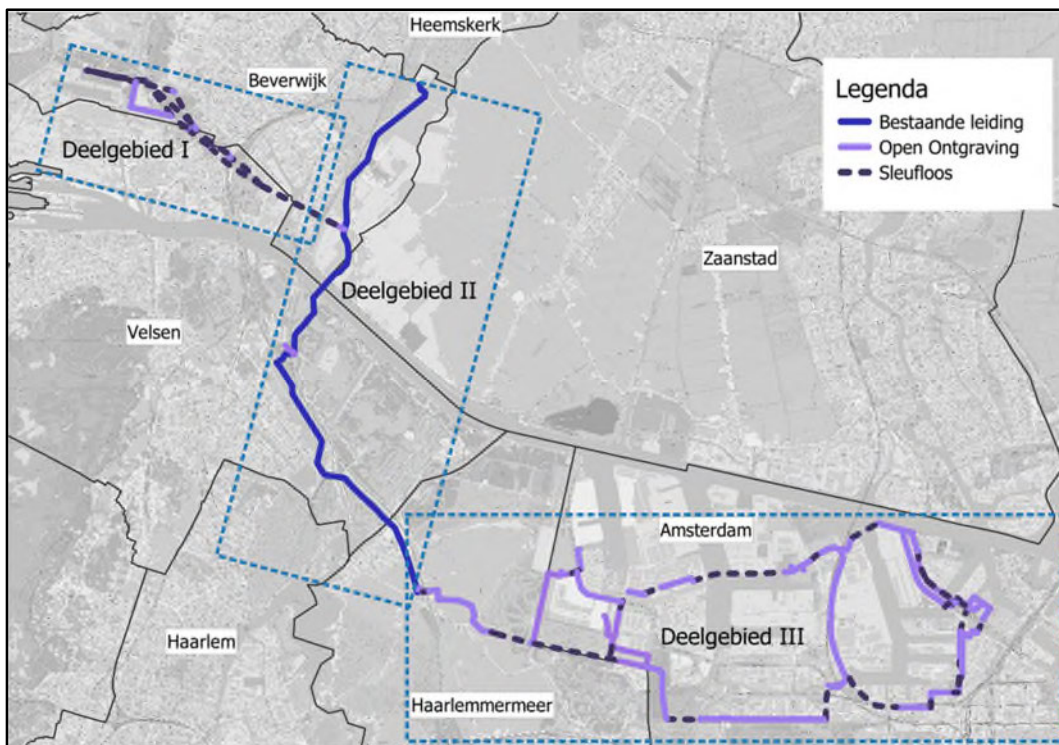 Heemskerk
Beverwijk
Legenda
Bestaande leiding
Open Ontgraving
Sleufloos
Deelgebied I
Zaanstad
Deelgebied II
Velsen
Amsterdam
Deelgebied III
Haarlem
Haarlemmermeer